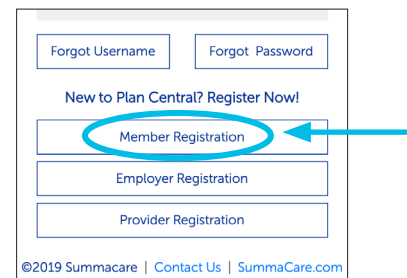 Forgot Username Forgot Password
New to Plan Central? Register Now!
Member Registration
Employer Registration
Provider Registration
©2019 Summacare | Contact Us | SummaCare.com